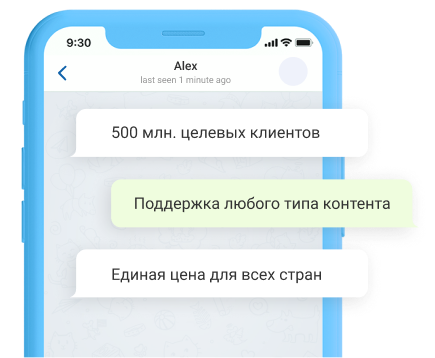 9:30
Alex
last seen 1 minute ago
500 млн. целевых клиентов
Поддержка любого типа контента
Единая цена для всех стран